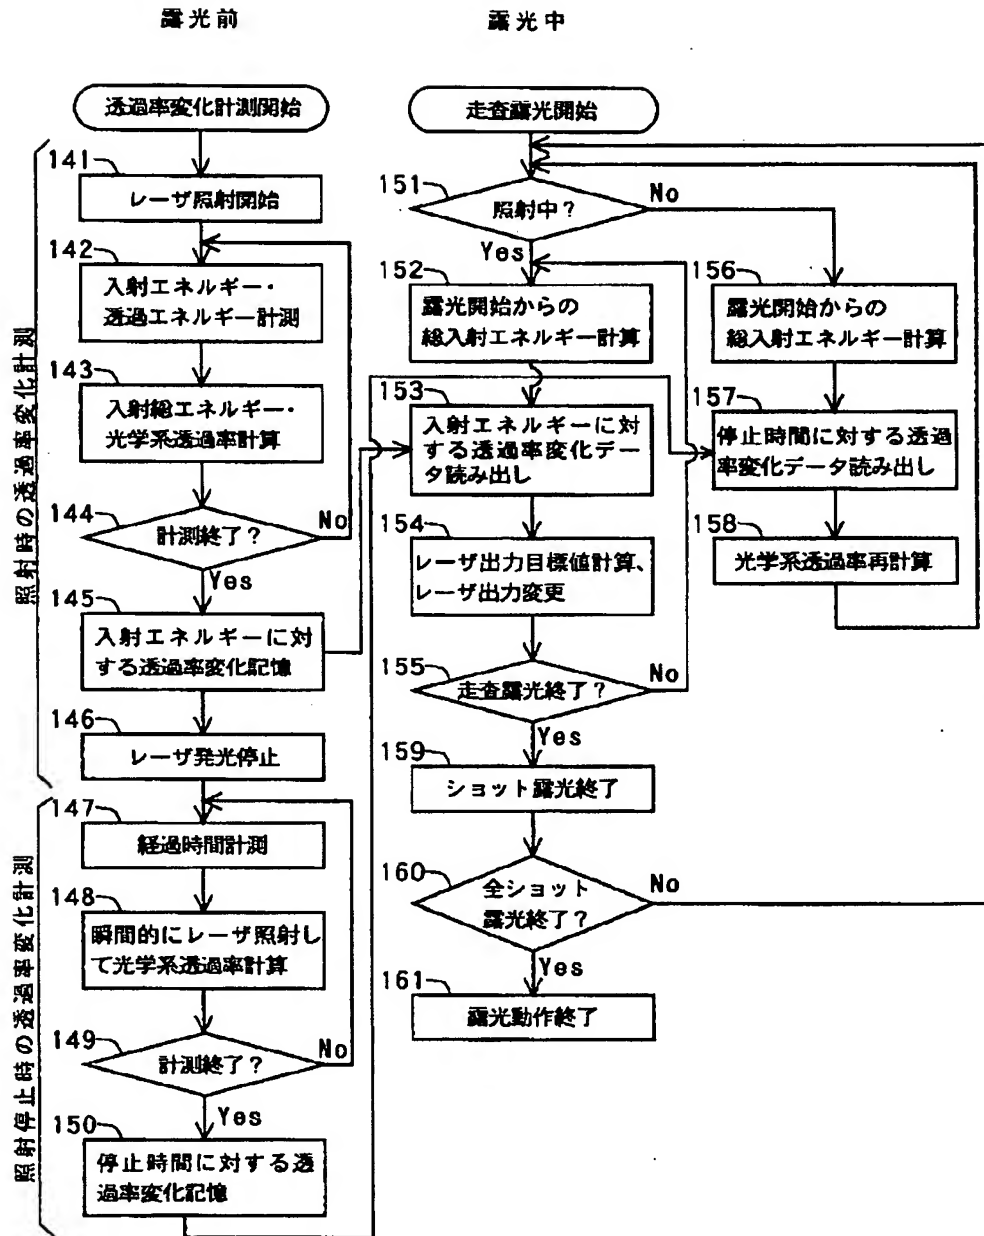 露光前
透過率変化計測開始
照射時の透過率変化計測
141
レーザ照射開始
142
入射エネルギー・
透過エネルギー計測
143
入射総エネルギー・
光学系透過率計算
144
計測終了?
No
Yes
145
入射エネルギーに対
する透過率変化記憶
146
レーザ発光停止
照射停止時の透過率変化計測
147
経過時間計測
148
瞬間的にレーザ照射し
て光学系透過率計算
149
計測終了?
No
Yes
150
停止時間に対する透
過率変化記憶
露光中
走査露光開始
151
照射中?
No
Yes
152
露光開始からの
総入射エネルギー計算
153
入射エネルギーに対
する透過率変化デー
タ読み出し
154
レーザ出力目標値計算、
レーザ出力変更
155
走査露光終了?
No
Yes
156
露光開始からの
総入射エネルギー計算
157
停止時間に対する透過
率変化データ読み出し
158
光学系透過率再計算
159
ショット露光終了
160
全ショット
露光終了?
No
Yes
161
露光動作終了